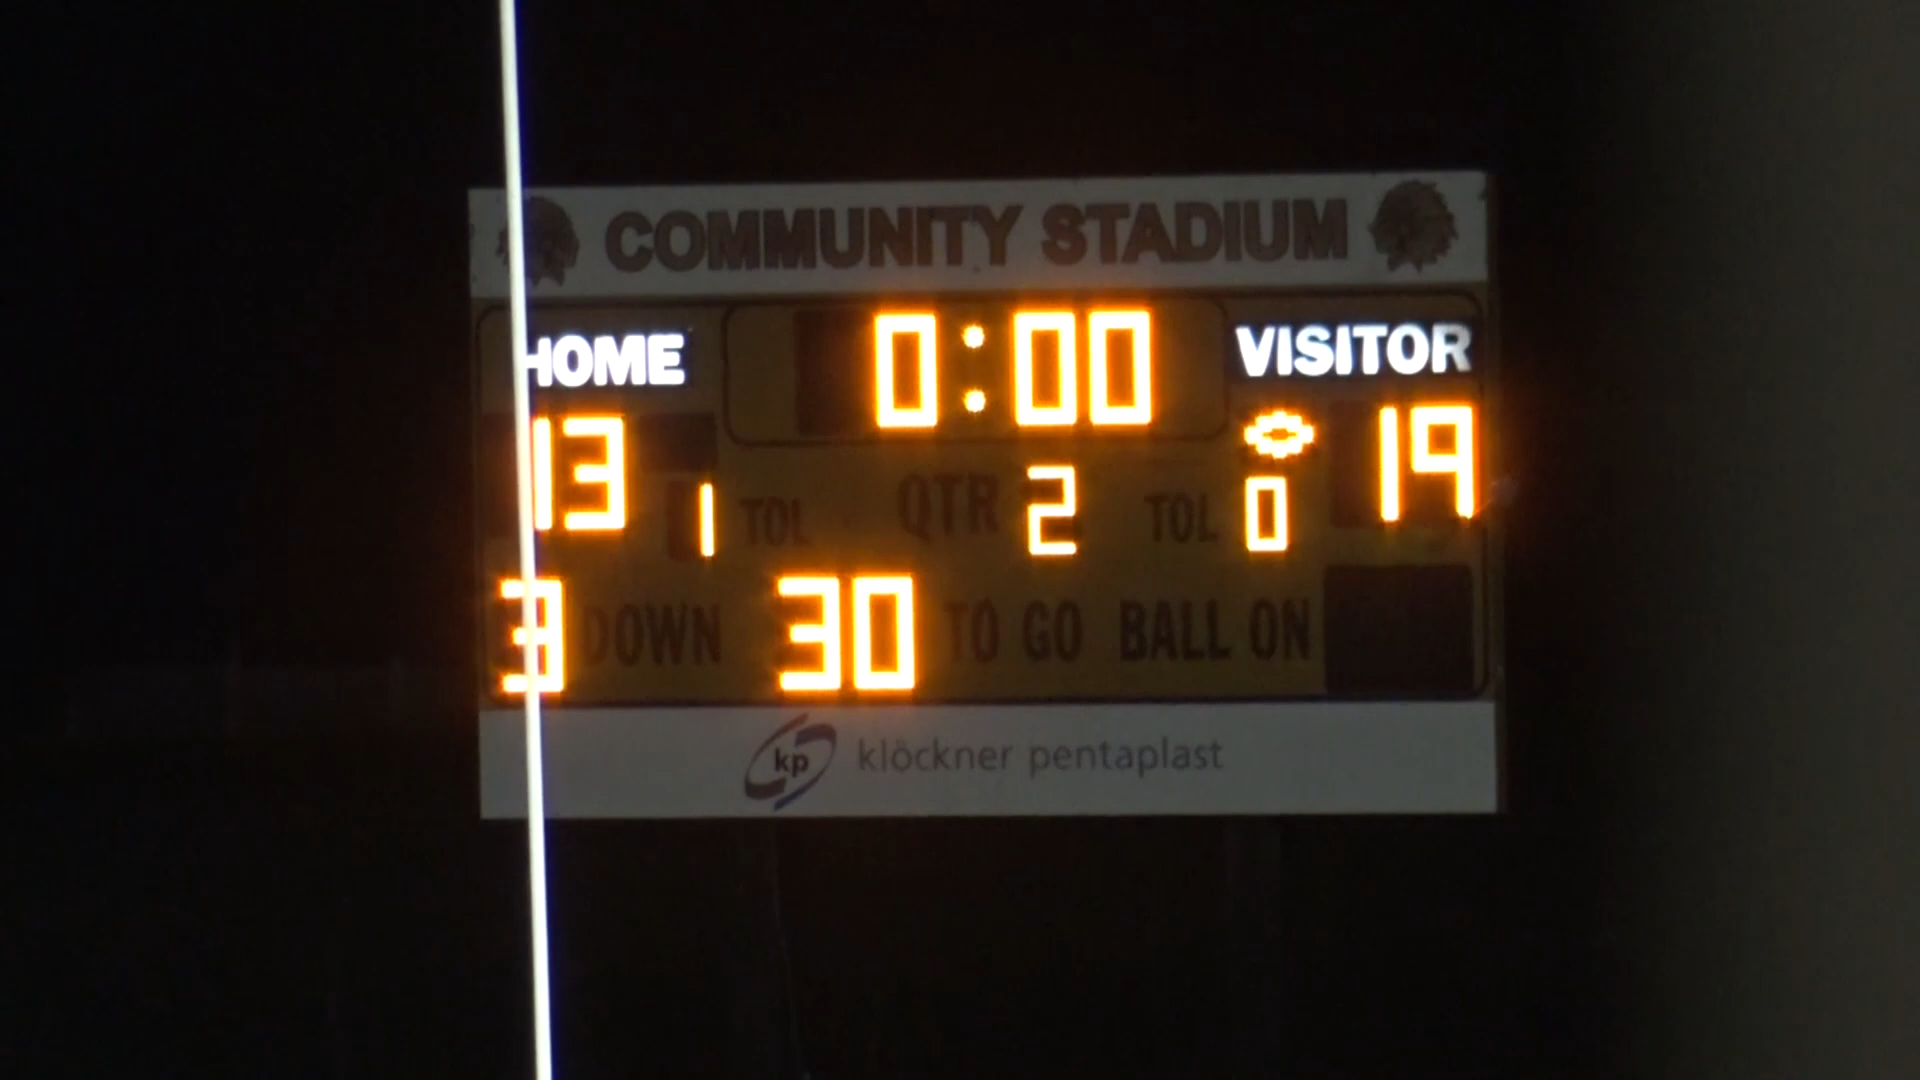 COMMUNITY STADIUM
HOME 0:00 VISITOR
13 1 TOL QTR 2 TOL 0 19
3 DOWN 30 TO GO BALL ON
kp klöckner pentaplast